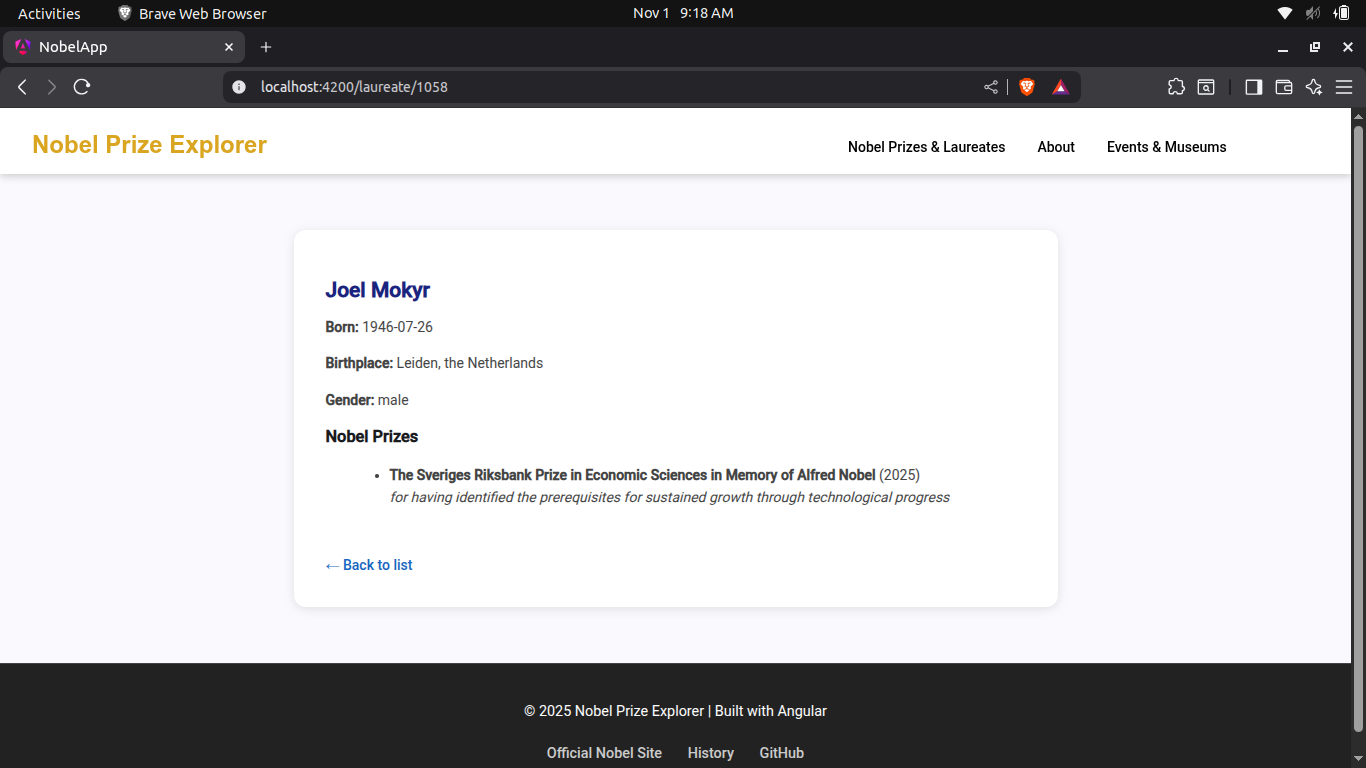 Activities Brave Web Browser Nov 1 9:18 AM
NobelApp
localhost:4200/laureate/1058
Nobel Prize Explorer Nobel Prizes & Laureates About Events & Museums
Joel Mokyr
Born: 1946-07-26
Birthplace: Leiden, the Netherlands
Gender: male
Nobel Prizes
• The Sveriges Riksbank Prize in Economic Sciences in Memory of Alfred Nobel (2025)
for having identified the prerequisites for sustained growth through technological progress
← Back to list
© 2025 Nobel Prize Explorer | Built with Angular
Official Nobel Site History GitHub